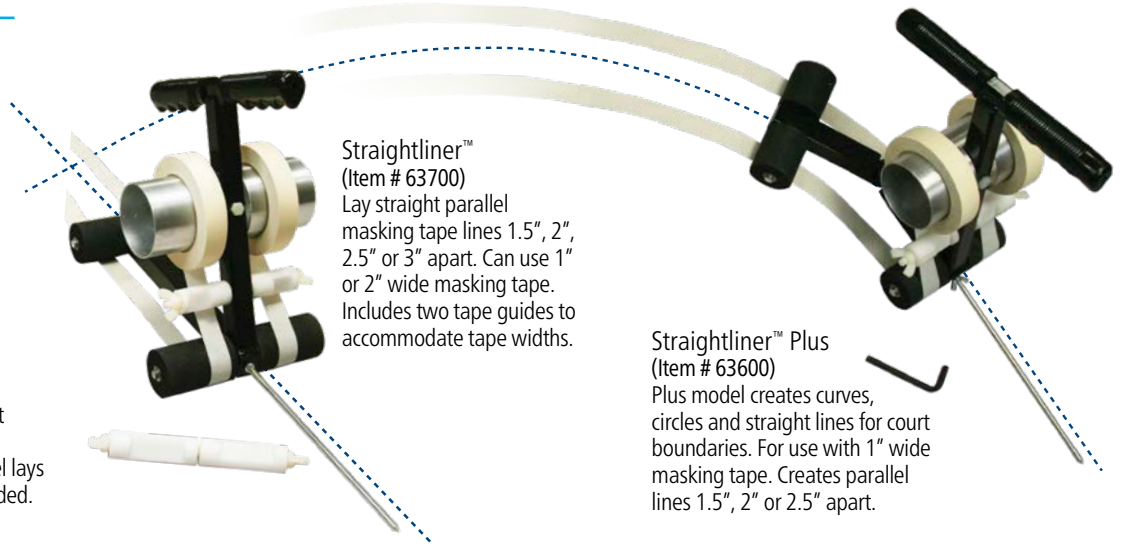 Straightliner™
(Item # 63700)
Lay straight parallel
masking tape lines 1.5″, 2″,
2.5″ or 3″ apart. Can use 1″
or 2″ wide masking tape.
Includes two tape guides to
accommodate tape widths.
Straightliner™ Plus
(Item # 63600)
Plus model creates curves,
circles and straight lines for court
boundaries. For use with 1″ wide
masking tape. Creates parallel
lines 1.5″, 2″ or 2.5″ apart.
lays